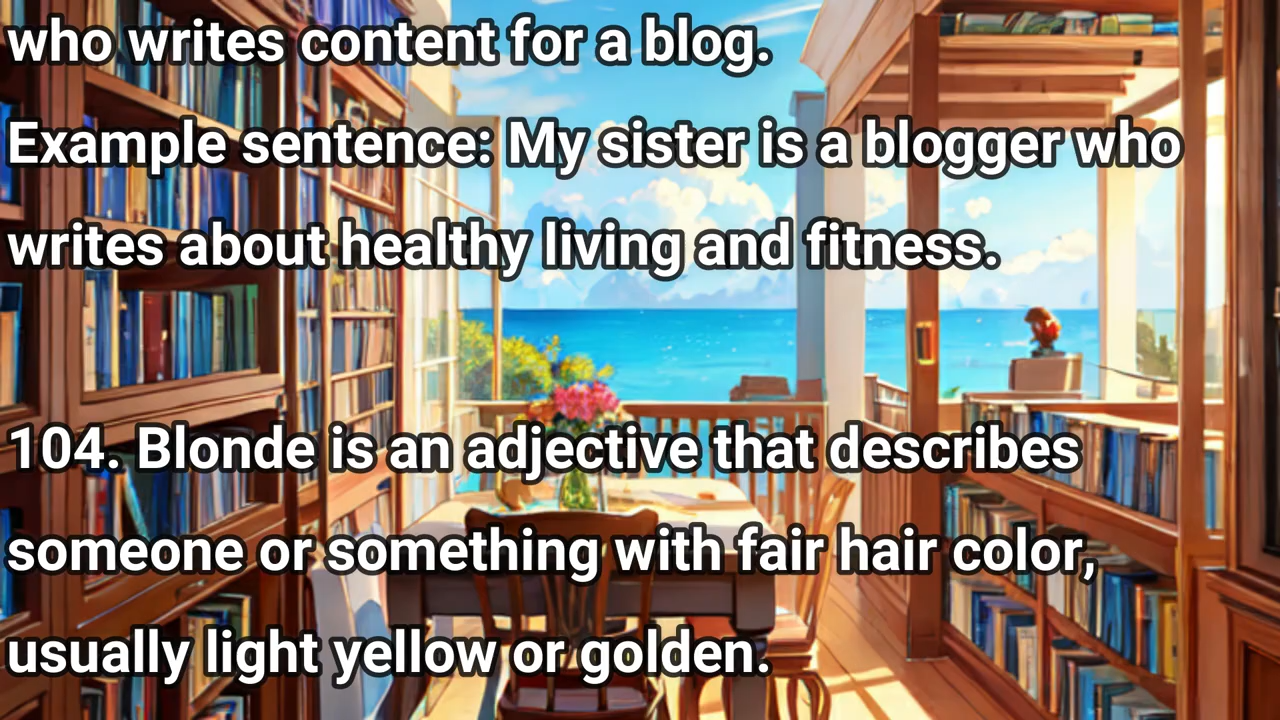 who writes content for a blog.
Example sentence: My sister is a blogger who
writes about healthy living and fitness.
104. Blonde is an adjective that describes
someone or something with fair hair color,
usually light yellow or golden.